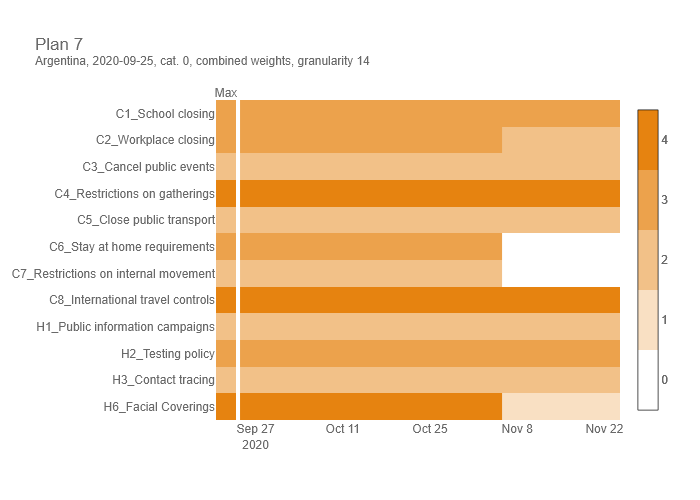 Plan 7
Argentina, 2020-09-25, cat. 0, combined weights, granularity 14
Max
C1_School closing
C2_Workplace closing
C3_Cancel public events
C4_Restrictions on gatherings
C5_Close public transport
C6_Stay at home requirements
C7_Restrictions on internal movement
C8_International travel controls
H1_Public information campaigns
H2_Testing policy
H3_Contact tracing
H6_Facial Coverings
Sep 27 Oct 11 Oct 25 Nov 8 Nov 22
2020
4
3
2
1
0